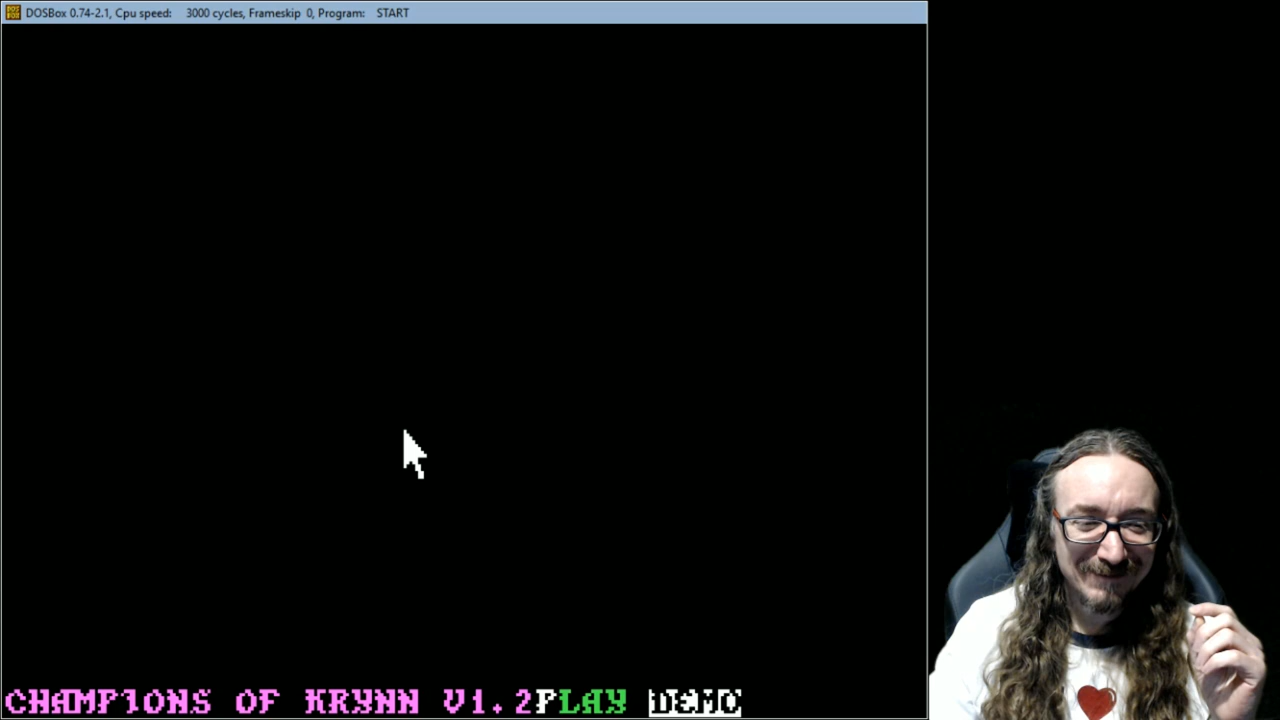 DOSBox 0.74-2.1, Cpu speed: 3000 cycles, Frameskip 0, Program: START
CHAMPIONS OF KRYNN V1.2PLAY DEMO